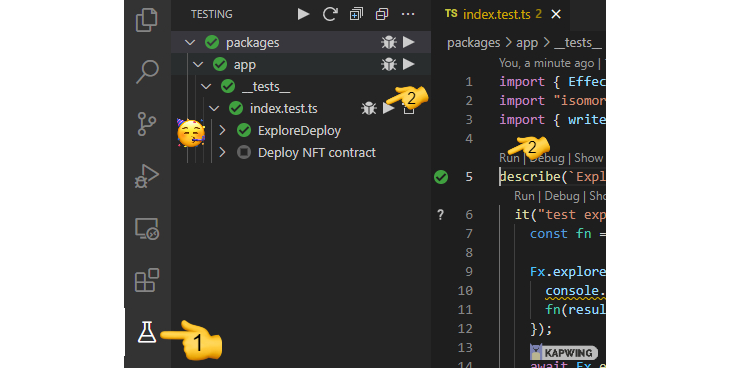 TESTING
packages
app
__tests__
index.test.ts
2
ExploreDeploy
Deploy NFT contract
1
TS index.test.ts 2
packages > app > __tests__
You, a minute ago |
1 import { Effec
2 import "isomor
3 import { write
4
2
Run | Debug | Show
5 describe(`Expl
Run | Debug | Sho
? 6 it("test exp
7 const fn =
8
9 Fx.explore
10 console.
11 fn(resul
12 });
13
KAPWING
14 await Fx.e